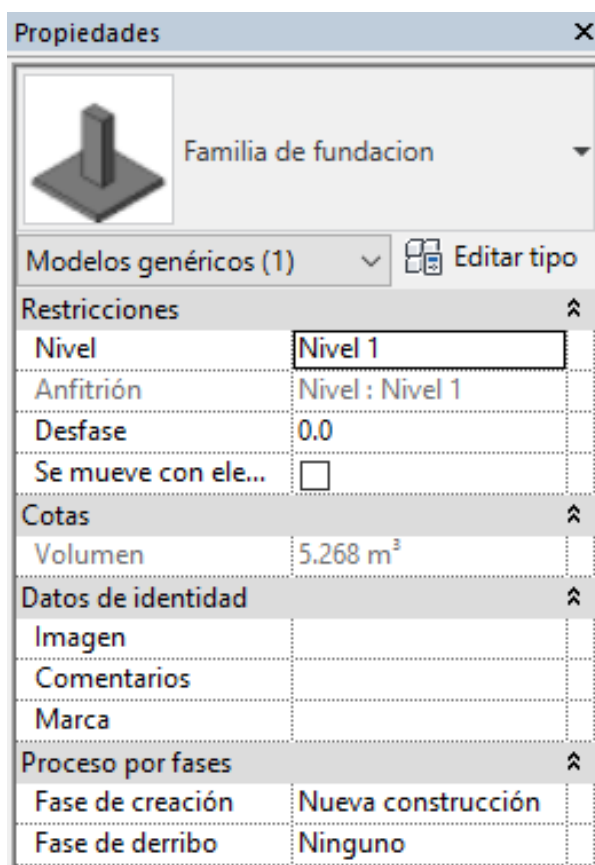 Propiedades
Familia de fundacion
Modelos genéricos (1) Editar tipo
Restricciones
Nivel Nivel 1
Anfitrión Nivel : Nivel 1
Desfase 0.0
Se mueve con ele...
Cotas
Volumen 5.268 m³
Datos de identidad
Imagen
Comentarios
Marca
Proceso por fases
Fase de creación Nueva construcción
Fase de derribo Ninguno